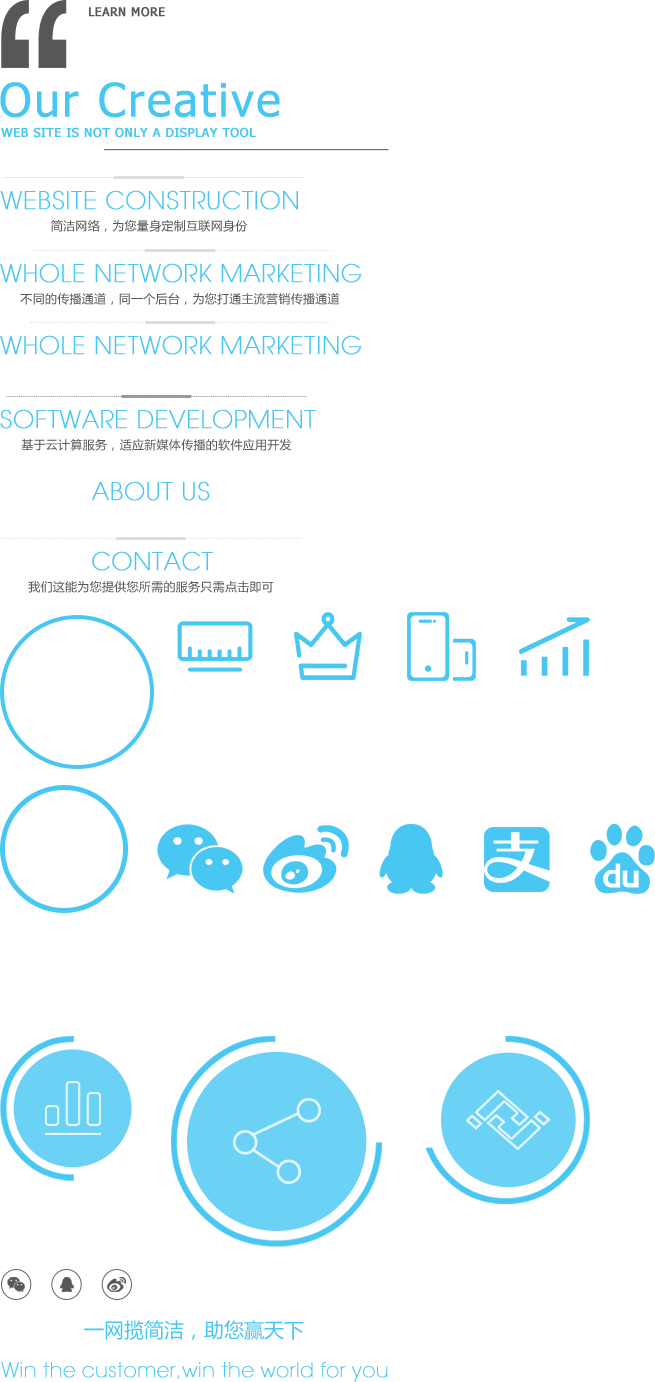 LEARN MORE
Our Creative
WEB SITE IS NOT ONLY A DISPLAY TOOL
WEBSITE CONSTRUCTION
简洁网络，为您量身定制互联网身份
WHOLE NETWORK MARKETING
不同的传播通道，同一个后台，为您打通主流营销传播通道
WHOLE NETWORK MARKETING
SOFTWARE DEVELOPMENT
基于云计算服务，适应新媒体传播的软件应用开发
ABOUT US
CONTACT
我们这能为您提供您所需的服务只需点击即可
支
du
一网揽简洁，助您赢天下
Win the customer,win the world for you